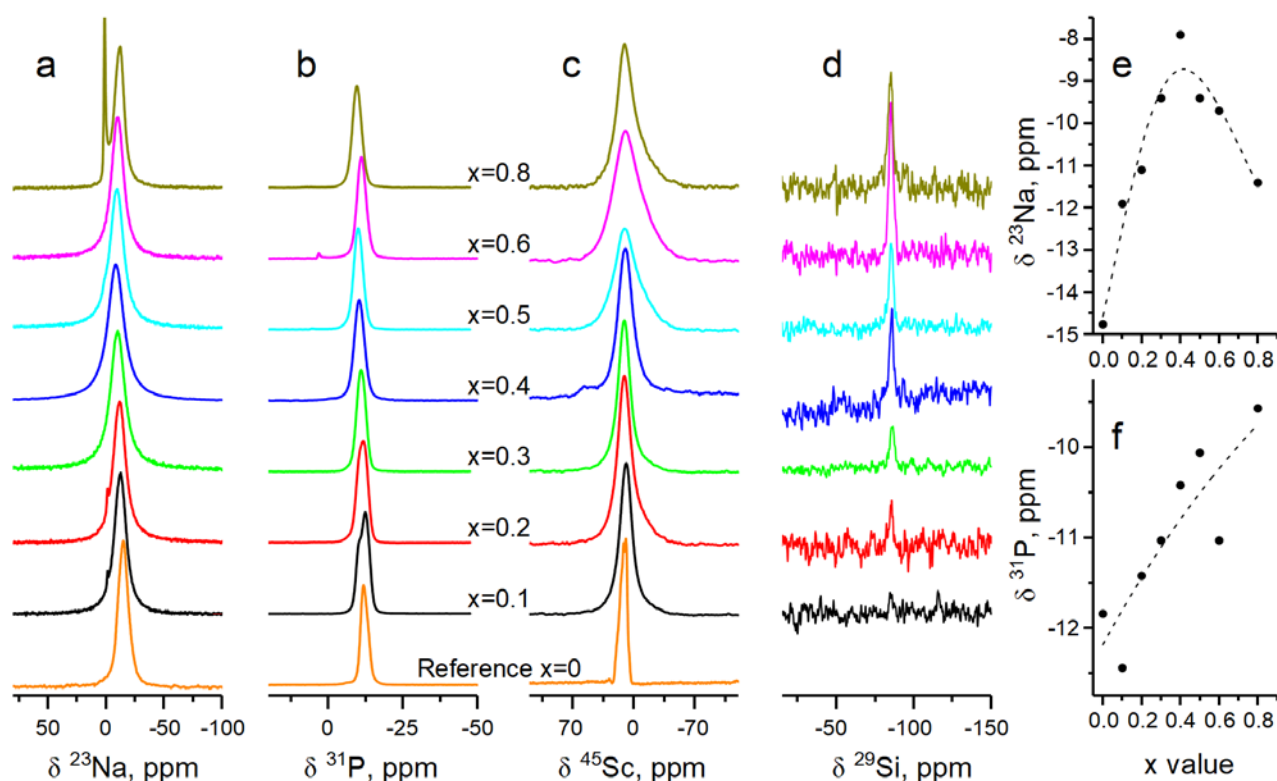 a
b
c
d
e
f
x=0.8
x=0.6
x=0.5
x=0.4
x=0.3
x=0.2
x=0.1
Reference x=0
50 0 -50 -100
δ ²³Na, ppm
0 -25 -50
δ ³¹P, ppm
70 0 -70
δ ⁴⁵Sc, ppm
-50 -100 -150
δ ²⁹Si, ppm
-8
-9
-10
-11
-12
-13
-14
-15
δ ²³Na, ppm
0.0 0.2 0.4 0.6 0.8
-10
-11
-12
δ ³¹P, ppm
0.0 0.2 0.4 0.6 0.8
x value